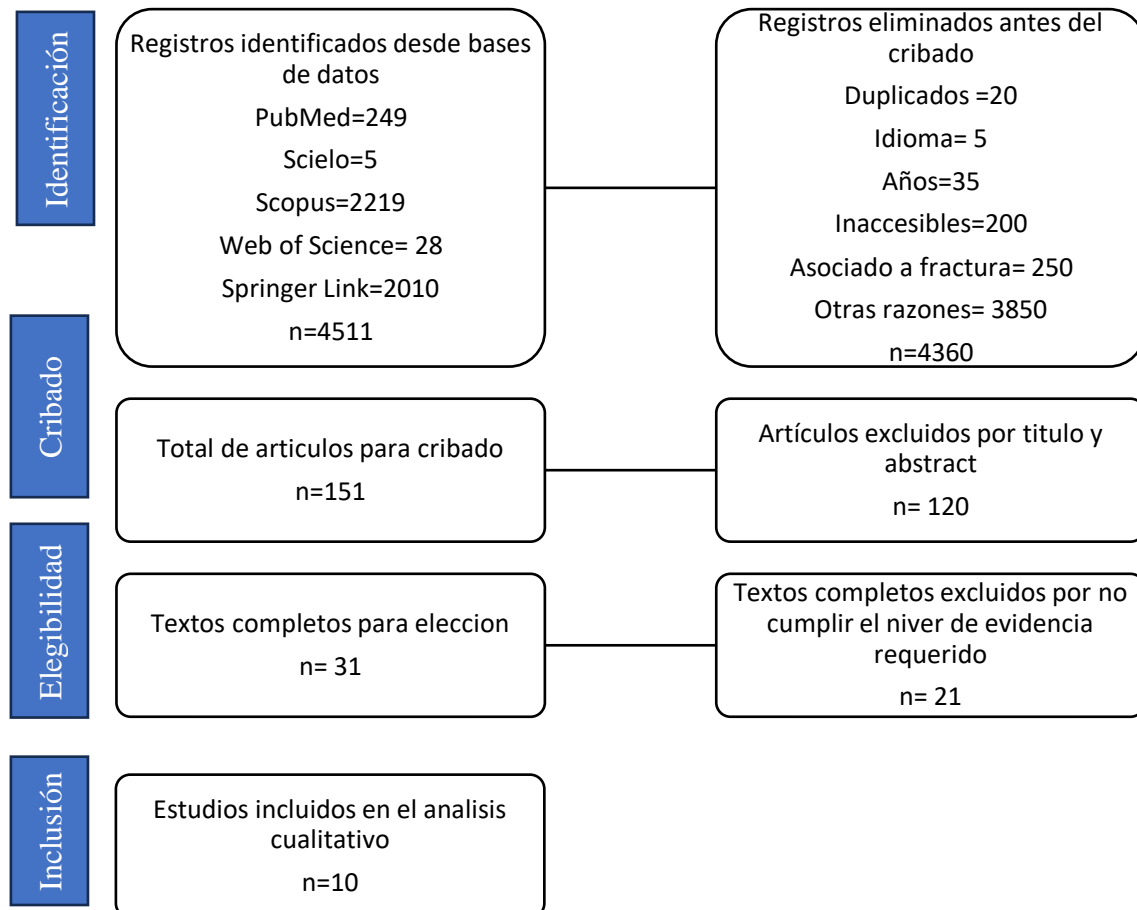 Identificación
Registros identificados desde bases
de datos
PubMed=249
Scielo=5
Scopus=2219
Web of Science= 28
Springer Link=2010
n=4511
Registros eliminados antes del
cribado
Duplicados =20
Idioma= 5
Años=35
Inaccesibles=200
Asociado a fractura= 250
Otras razones= 3850
n=4360
Cribado
Total de articulos para cribado
n=151
Artículos excluidos por titulo y
abstract
n= 120
Elegibilidad
Textos completos para eleccion
n= 31
Textos completos excluidos por no
cumplir el niver de evidencia
requerido
n= 21
Inclusión
Estudios incluidos en el analisis
cualitativo
n=10